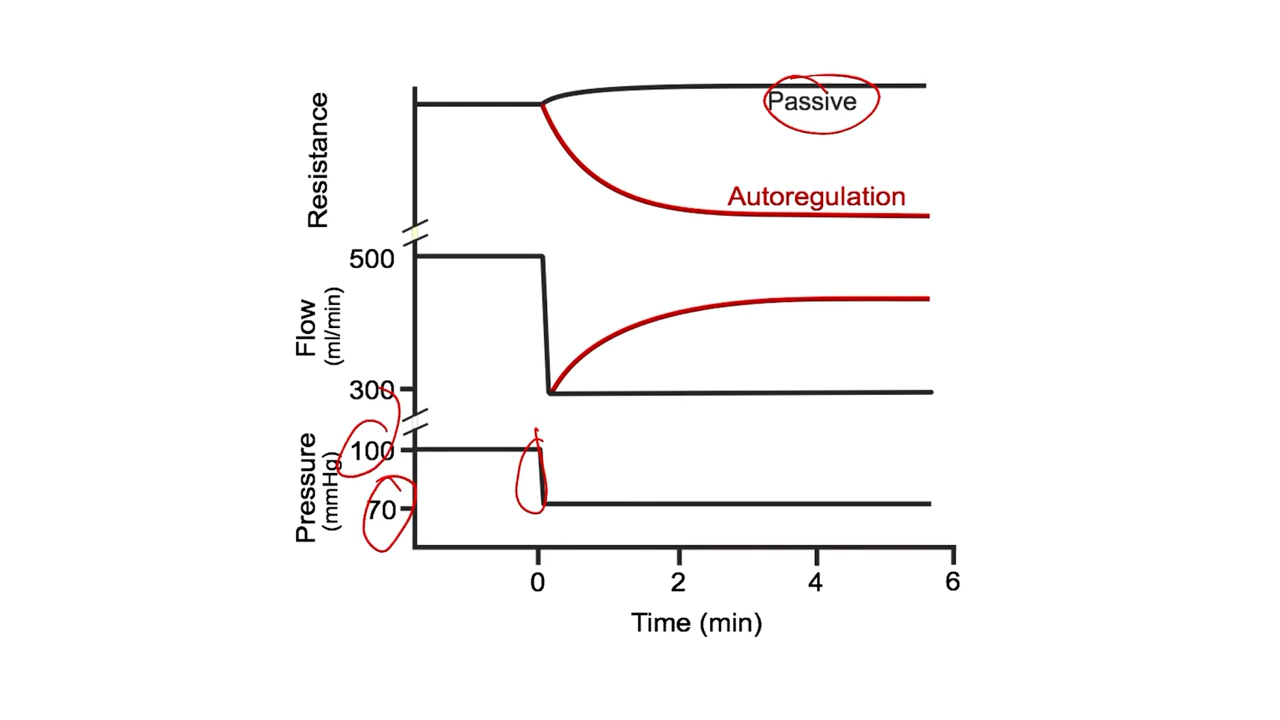 Resistance
Passive
Autoregulation
500
Flow
(ml/min)
300
100
Pressure
(mmHg)
70
0 2 4 6
Time (min)